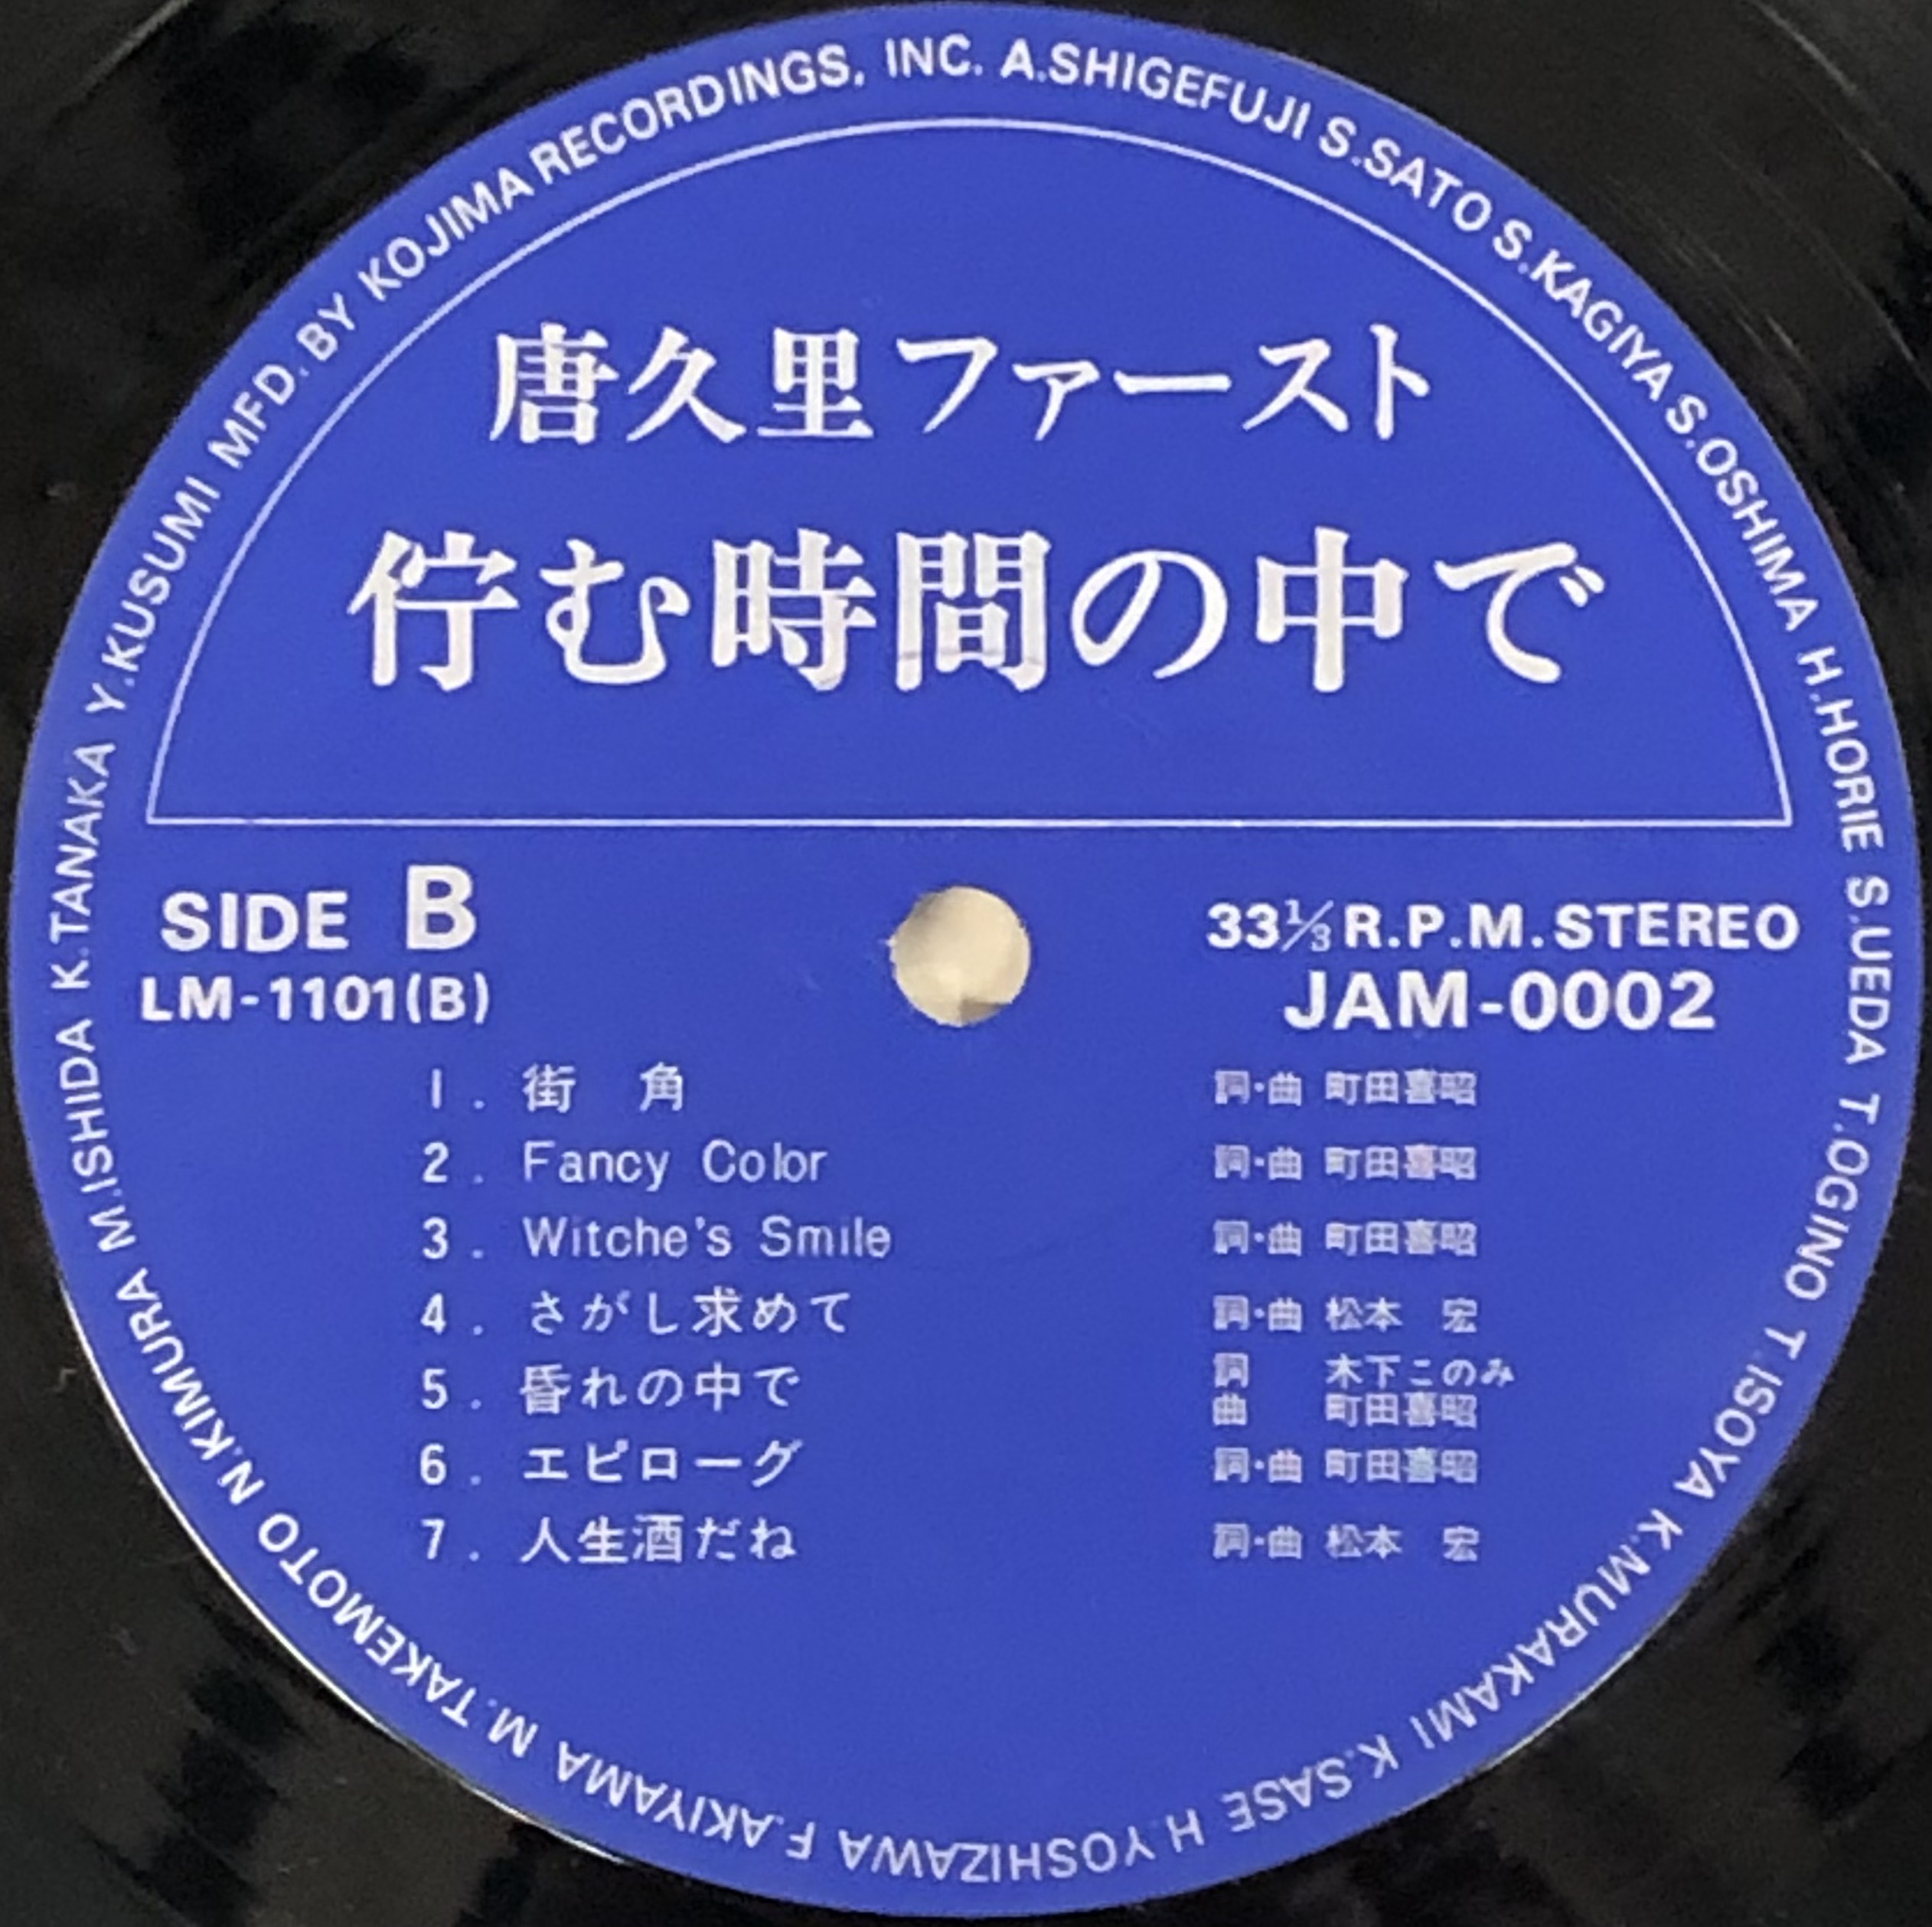 MFD. BY KOJIMA RECORDINGS, INC. A.SHIGEFUJI S.SATO S.KAGIYA S.OSHIMA H.HORIE S.UEDA T.OGINO T.ISOYA K.MURAKAMI K.SASE H.YOSHIZAWA F.AKIYAMA M.TAKEMOTO N.KIMURA M.ISHIDA K.TANAKA Y.KUSUMI
唐久里ファースト
佇む時間の中で
SIDE B
LM-1101(B)
33⅓ R.P.M. STEREO
JAM-0002
1. 街 角 詞・曲 町田喜昭
2. Fancy Color 詞・曲 町田喜昭
3. Witche's Smile 詞・曲 町田喜昭
4. さがし求めて 詞・曲 松本 宏
5. 昏れの中で 詞 木下このみ
曲 町田喜昭
6. エピローグ 詞・曲 町田喜昭
7. 人生酒だね 詞・曲 松本 宏